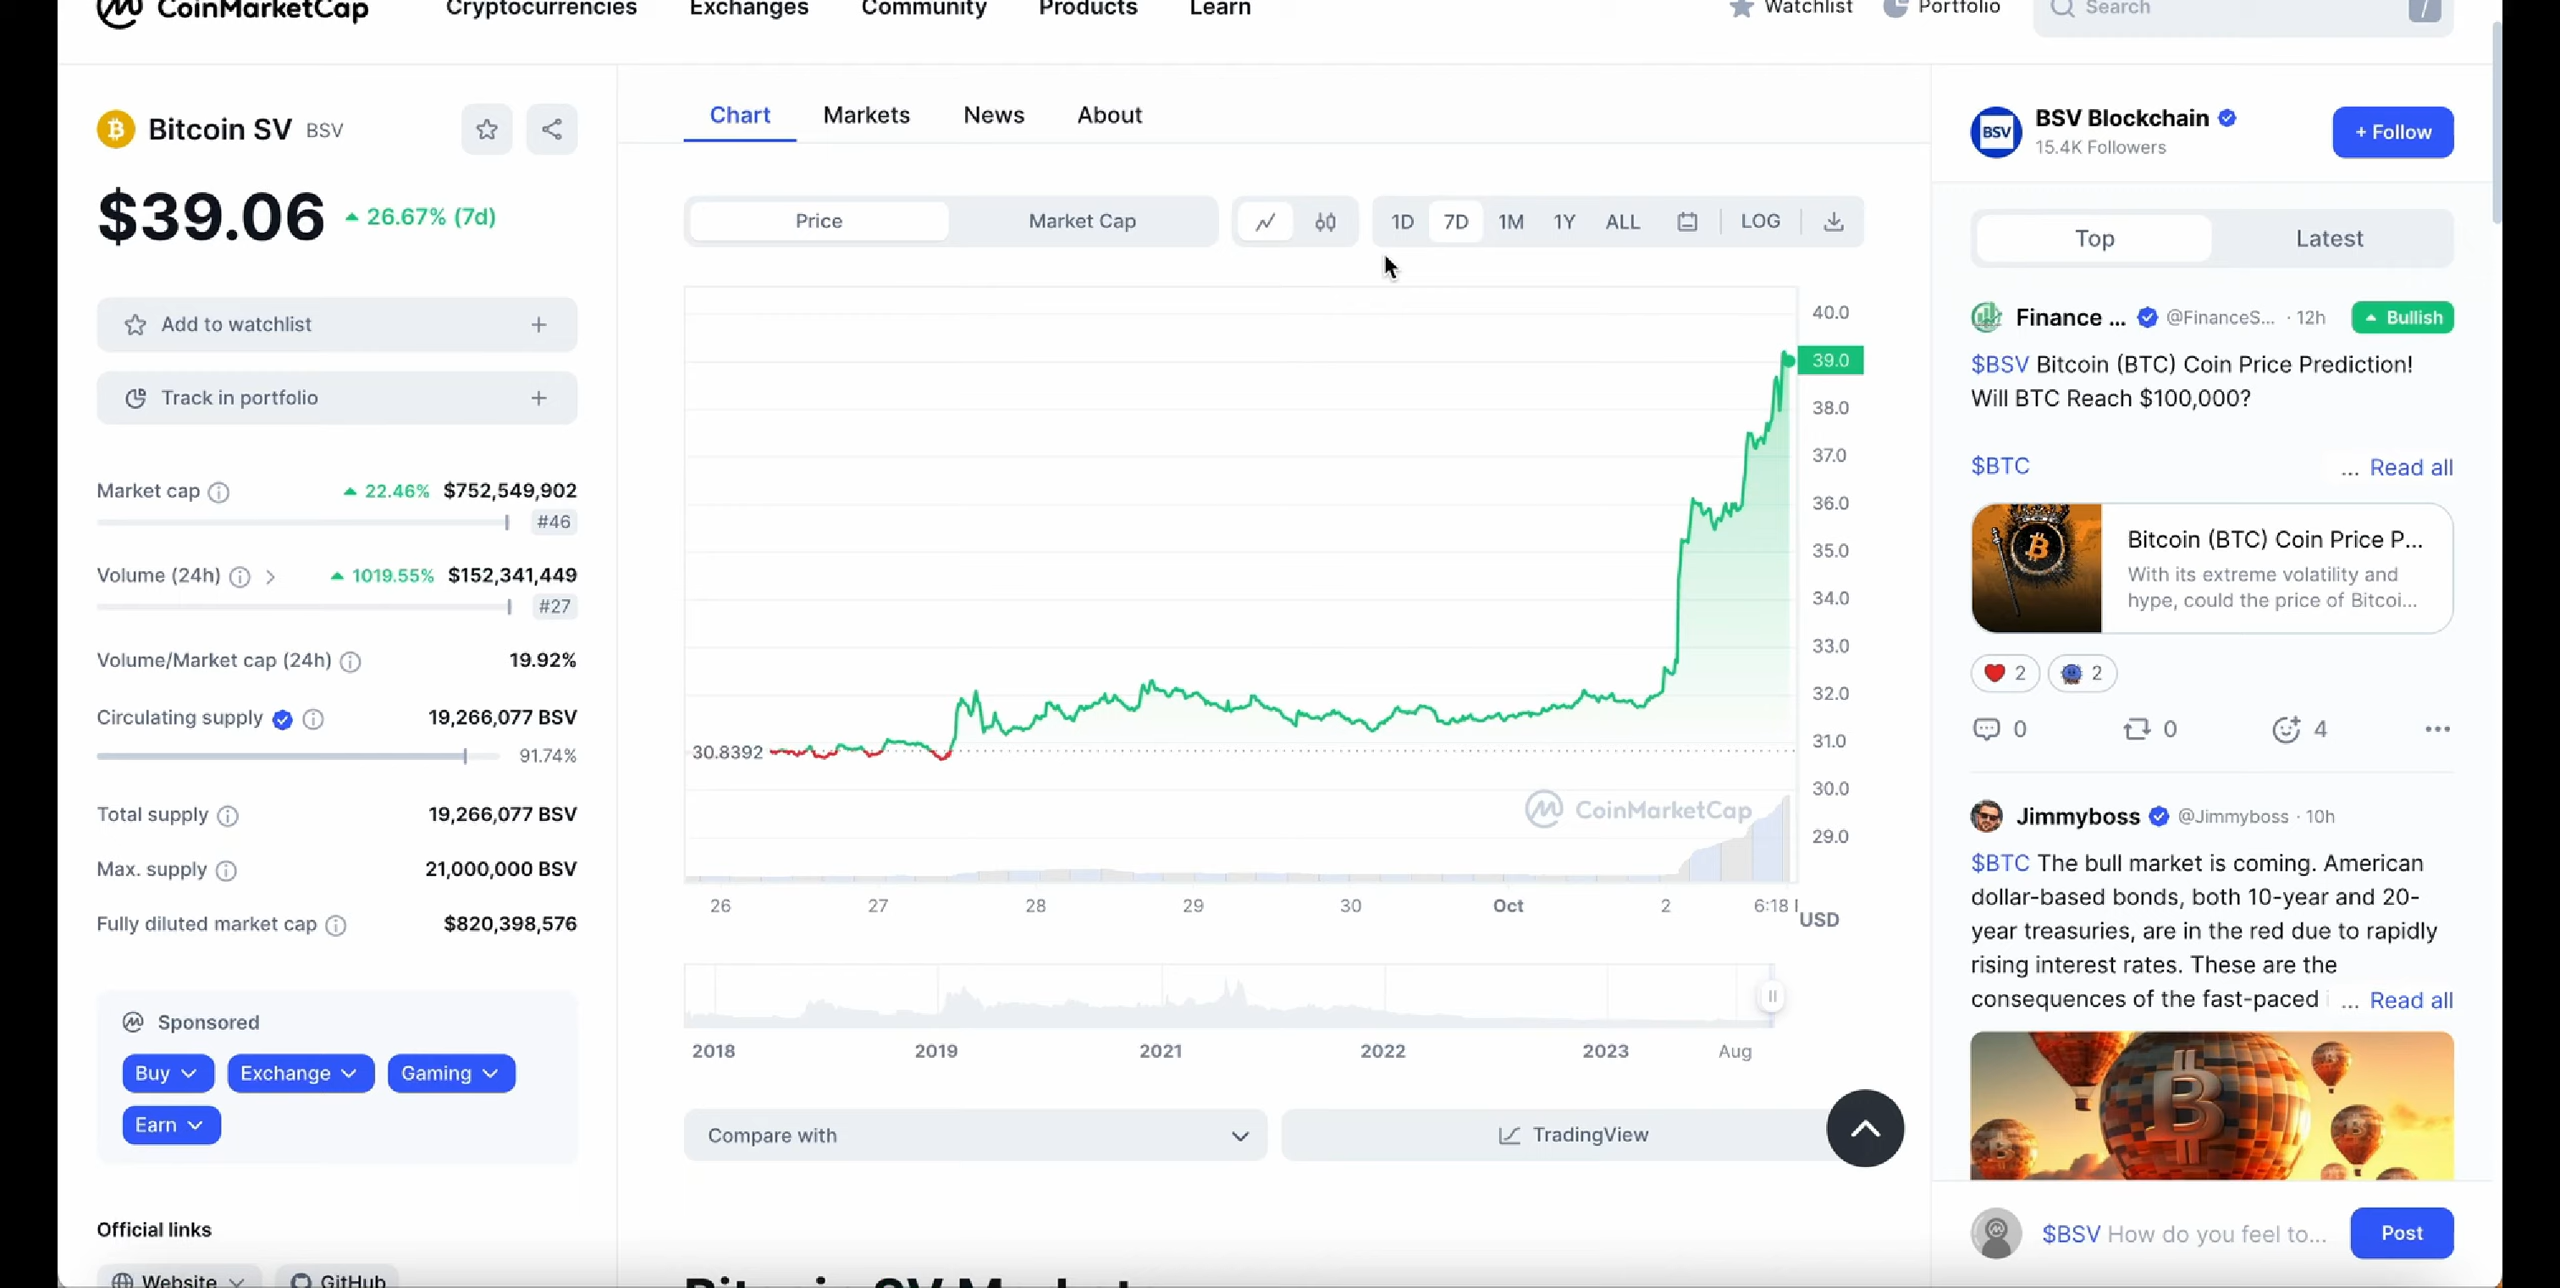 CoinMarketCap
Cryptocurrencies Exchanges Community Products Learn
Watchlist Portfolio Search /
Bitcoin SV BSV
$39.06 26.67% (7d)
Add to watchlist +
Track in portfolio +
Market cap 22.46% $752,549,902
#46
Volume (24h) 1019.55% $152,341,449
#27
Volume/Market cap (24h) 19.92%
Circulating supply 19,266,077 BSV
91.74%
Total supply 19,266,077 BSV
Max. supply 21,000,000 BSV
Fully diluted market cap $820,398,576
Sponsored
Buy Exchange Gaming
Earn
Official links
Website GitHub
Chart Markets News About
Price Market Cap 1D 7D 1M 1Y ALL LOG
40.0
39.0
38.0
37.0
36.0
35.0
34.0
33.0
32.0
31.0
30.8392
30.0
29.0
CoinMarketCap
26 27 28 29 30 Oct 2 6:18
USD
2018 2019 2021 2022 2023 Aug
Compare with TradingView
Bitcoin SV Markets
BSV
BSV Blockchain
15.4K Followers
+ Follow
Top Latest
Finance ... @FinanceS... · 12h Bullish
$BSV Bitcoin (BTC) Coin Price Prediction!
Will BTC Reach $100,000?
$BTC ... Read all
Bitcoin (BTC) Coin Price P...
With its extreme volatility and
hype, could the price of Bitcoi...
2 2
0 0 4
Jimmyboss @Jimmyboss · 10h
$BTC The bull market is coming. American
dollar-based bonds, both 10-year and 20-
year treasuries, are in the red due to rapidly
rising interest rates. These are the
consequences of the fast-paced ... Read all
$BSV How do you feel to...
Post